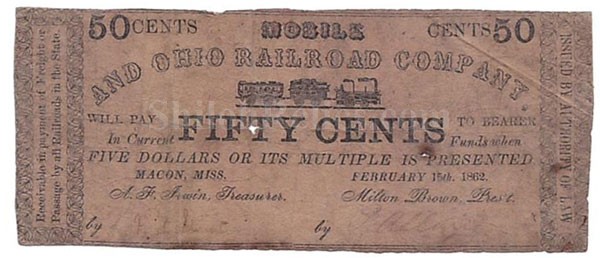 50 CENTS MOBILE CENTS 50
AND OHIO RAILROAD COMPANY
WILL PAY FIFTY CENTS TO BEARER
In Current Funds when
FIVE DOLLARS OR ITS MULTIPLE IS PRESENTED
MACON, MISS. FEBRUARY 15th. 1862.
A. F. Irwin, Treasurer. Milton Brown, Pres't.
by by
Receivable in payment of Freight or
Passage by all Railroads in the State.
ISSUED BY AUTHORITY OF LAW